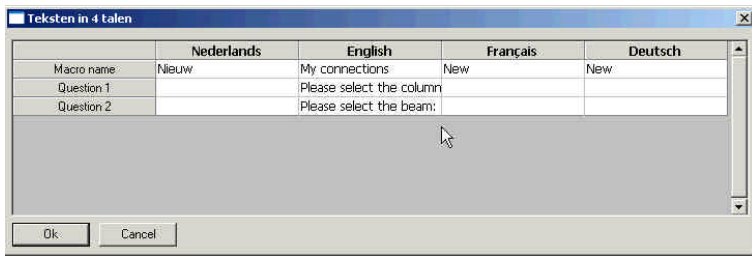 Teksten in 4 talen
Nederlands English Français Deutsch
Macro name Nieuw My connections New New
Question 1 Please select the column
Question 2 Please select the beam:
Ok Cancel